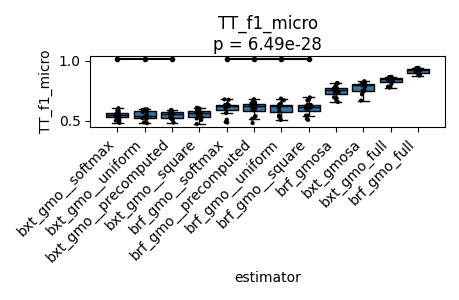 TT_f1_micro
p = 6.49e-28
TT_f1_micro
1.0
0.5
bxt_gmo__softmax
bxt_gmo__uniform
bxt_gmo__precomputed
bxt_gmo__square
brf_gmo__softmax
brf_gmo__precomputed
brf_gmo__uniform
brf_gmo__square
brf_gmosa
bxt_gmosa
bxt_gmo_full
brf_gmo_full
estimator